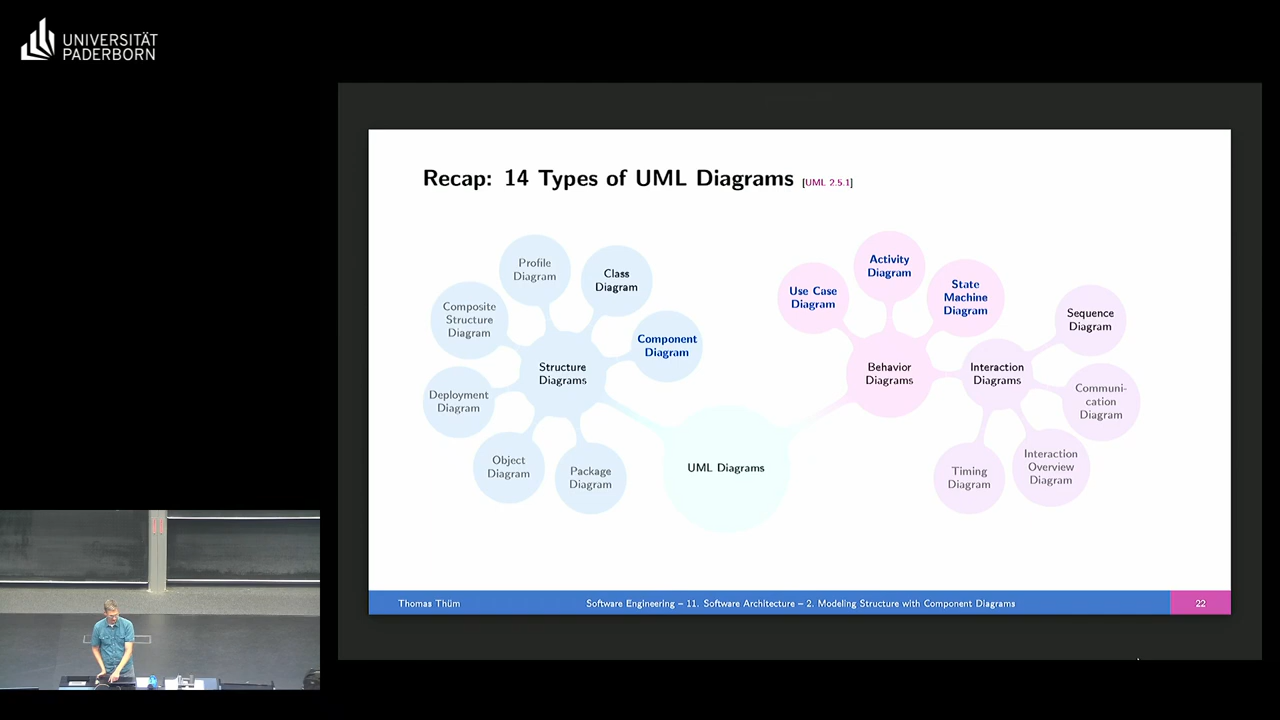 UNIVERSITÄT
PADERBORN
Recap: 14 Types of UML Diagrams [UML 2.5.1]
Profile
Diagram
Class
Diagram
Composite
Structure
Diagram
Component
Diagram
Structure
Diagrams
Deployment
Diagram
Object
Diagram
Package
Diagram
UML Diagrams
Use Case
Diagram
Activity
Diagram
State
Machine
Diagram
Behavior
Diagrams
Interaction
Diagrams
Sequence
Diagram
Communi-
cation
Diagram
Interaction
Overview
Diagram
Timing
Diagram
Thomas Thüm
Software Engineering – 11. Software Architecture – 2. Modeling Structure with Component Diagrams
22